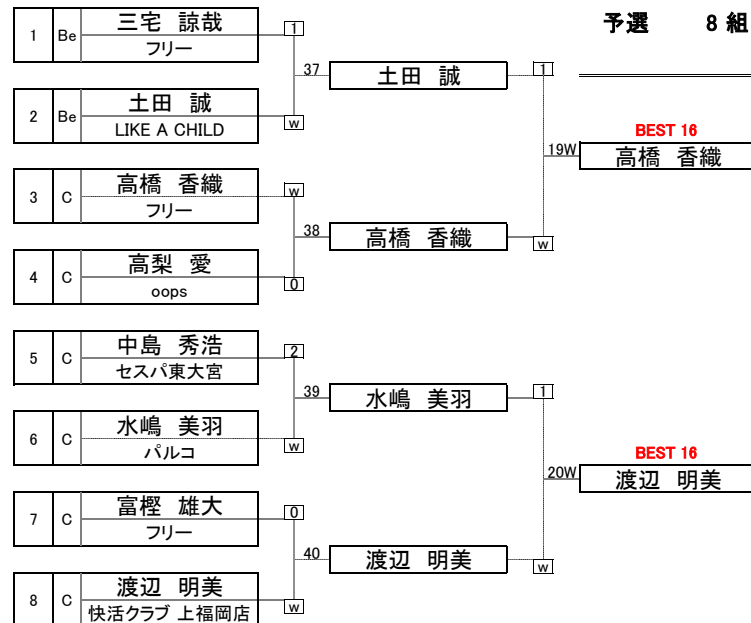 予選 8 組
1 Be 三宅 諒哉 1
フリー
37 土田 誠 1
2 Be 土田 誠 w
LIKE A CHILD
BEST 16
19W 高橋 香織
3 C 高橋 香織 w
フリー
38 高橋 香織 w
4 C 高梨 愛 0
oops
5 C 中島 秀浩 2
セスパ東大宮
39 水嶋 美羽 1
6 C 水嶋 美羽 w
パルコ
BEST 16
20W 渡辺 明美
7 C 富樫 雄大 0
フリー
40 渡辺 明美 w
8 C 渡辺 明美 w
快活クラブ 上福岡店